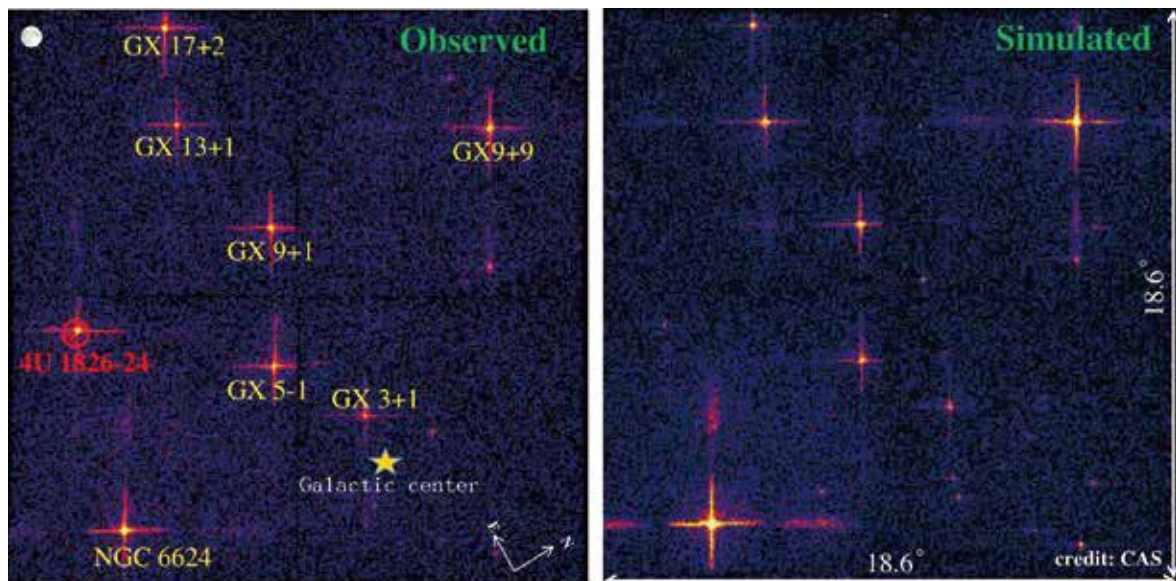 Observed
GX 17+2
GX 13+1
GX9+9
GX 9+1
4U 1826-24
GX 5-1
GX 3+1
Galactic center
NGC 6624
N
Simulated
18.6°
18.6°
credit: CAS